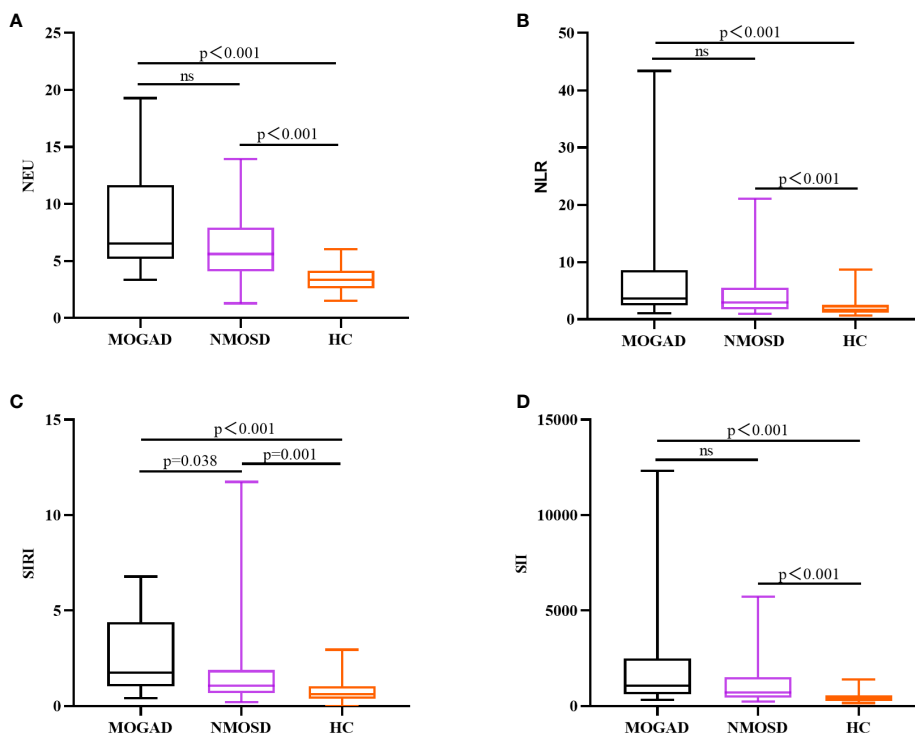 A
25
20
15
10
5
0
NEU
p<0.001
ns
p<0.001
MOGAD NMOSD HC
B
50
40
30
20
10
0
NLR
p<0.001
ns
p<0.001
MOGAD NMOSD HC
C
15
10
5
0
SIRI
p<0.001
p=0.038 p=0.001
MOGAD NMOSD HC
D
15000
10000
5000
0
SII
p<0.001
ns
p<0.001
MOGAD NMOSD HC